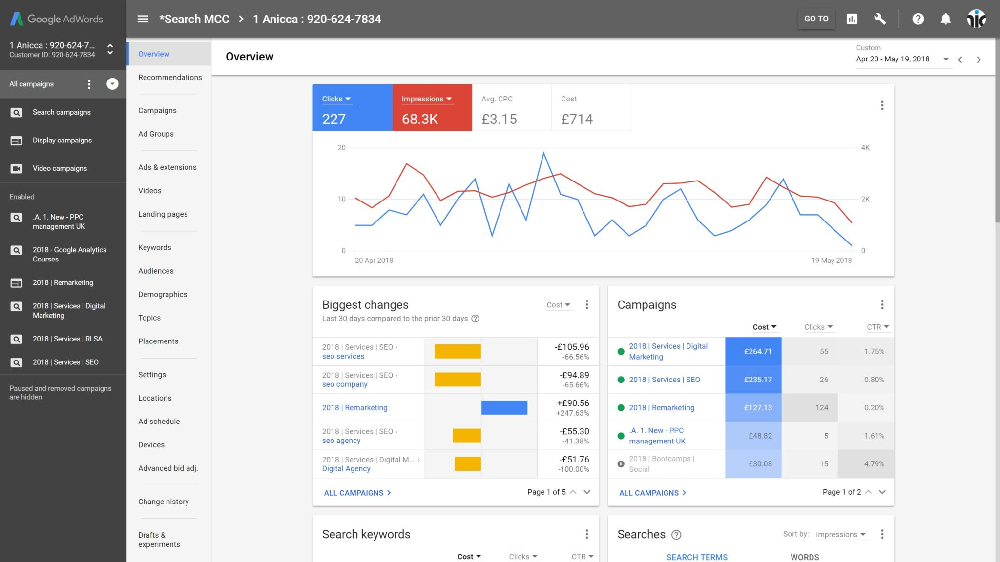 Google AdWords
*Search MCC > 1 Anicca : 920-624-7834
GO TO
1 Anicca : 920-624-7...
Customer ID: 920-624-7834
All campaigns
Search campaigns
Display campaigns
Video campaigns
Enabled
.A. 1. New - PPC
management UK
2018 - Google Analytics
Courses
2018 | Remarketing
2018 | Services | Digital
Marketing
2018 | Services | RLSA
2018 | Services | SEO
Paused and removed campaigns
are hidden
Overview
Recommendations
Campaigns
Ad Groups
Ads & extensions
Videos
Landing pages
Keywords
Audiences
Demographics
Topics
Placements
Settings
Locations
Ad schedule
Devices
Advanced bid adj.
Change history
Drafts &
experiments
Overview
Custom
Apr 20 - May 19, 2018
Clicks Impressions Avg. CPC Cost
227 68.3K £3.15 £714
20 4K
10 2K
0 0
20 Apr 2018 19 May 2018
Biggest changes Cost
Last 30 days compared to the prior 30 days
2018 | Services | SEO › -£105.96
seo services -66.56%
2018 | Services | SEO › -£94.89
seo company -65.66%
2018 | Remarketing +£90.56
+247.63%
2018 | Services | SEO › -£55.30
seo agency -41.38%
2018 | Services | Digital M... › -£51.76
Digital Agency -100.00%
ALL CAMPAIGNS > Page 1 of 5
Campaigns
Cost Clicks CTR
2018 | Services | Digital
Marketing £264.71 55 1.75%
2018 | Services | SEO £235.17 26 0.80%
2018 | Remarketing £127.13 124 0.20%
.A. 1. New - PPC
management UK £48.82 5 1.61%
2018 | Bootcamps |
Social £30.08 15 4.79%
ALL CAMPAIGNS > Page 1 of 2
Search keywords
Cost Clicks CTR
Searches Sort by: Impressions
SEARCH TERMS WORDS